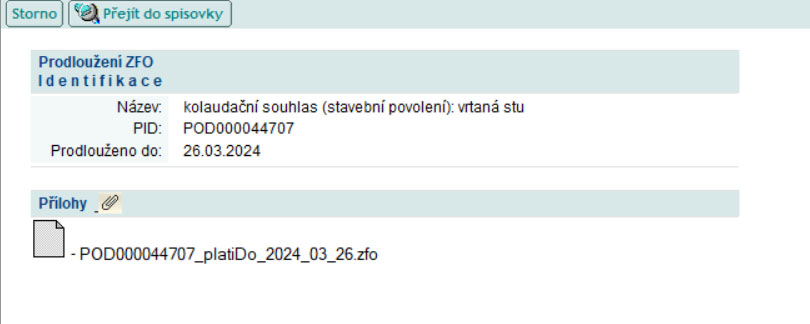 Storno Přejít do spisovky
Prodloužení ZFO
Identifikace
Název: kolaudační souhlas (stavební povolení): vrtaná stu
PID: POD000044707
Prodlouženo do: 26.03.2024
Přílohy
- POD000044707_platiDo_2024_03_26.zfo